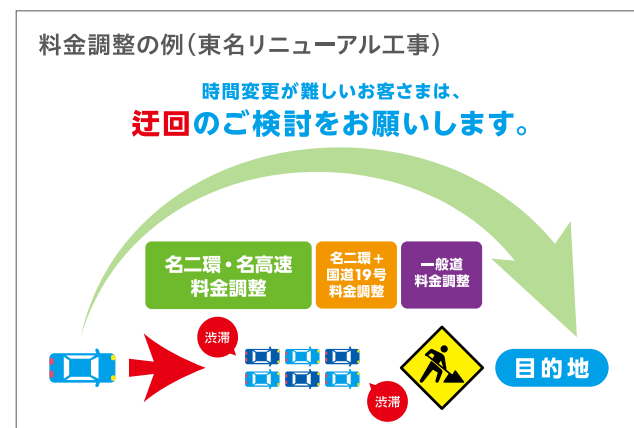 料金調整の例（東名リニューアル工事）
時間変更が難しいお客さまは、
迂回のご検討をお願いします。
名二環・名高速
料金調整
名二環＋
国道19号
料金調整
一般道
料金調整
渋滞
渋滞
目的地